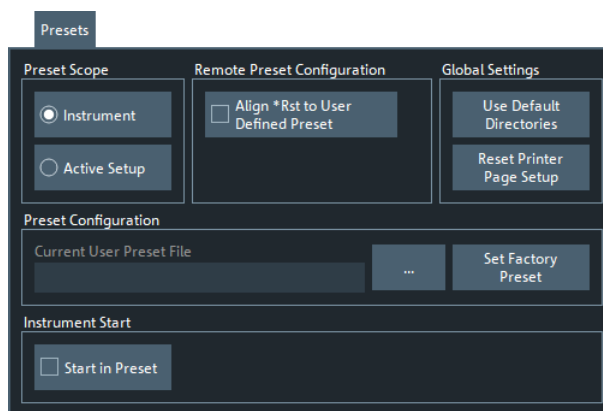 Presets
Preset Scope
Remote Preset Configuration
Global Settings
Instrument
Align *Rst to User
Defined Preset
Use Default
Directories
Active Setup
Reset Printer
Page Setup
Preset Configuration
Current User Preset File
...
Set Factory
Preset
Instrument Start
Start in Preset